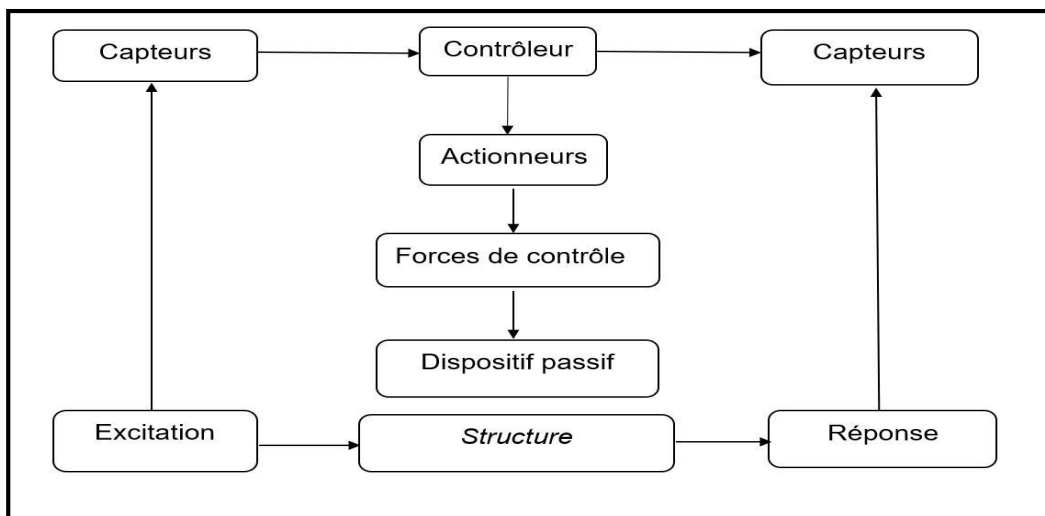 Capteurs
Contrôleur
Capteurs
Actionneurs
Forces de contrôle
Dispositif passif
Excitation
Structure
Réponse